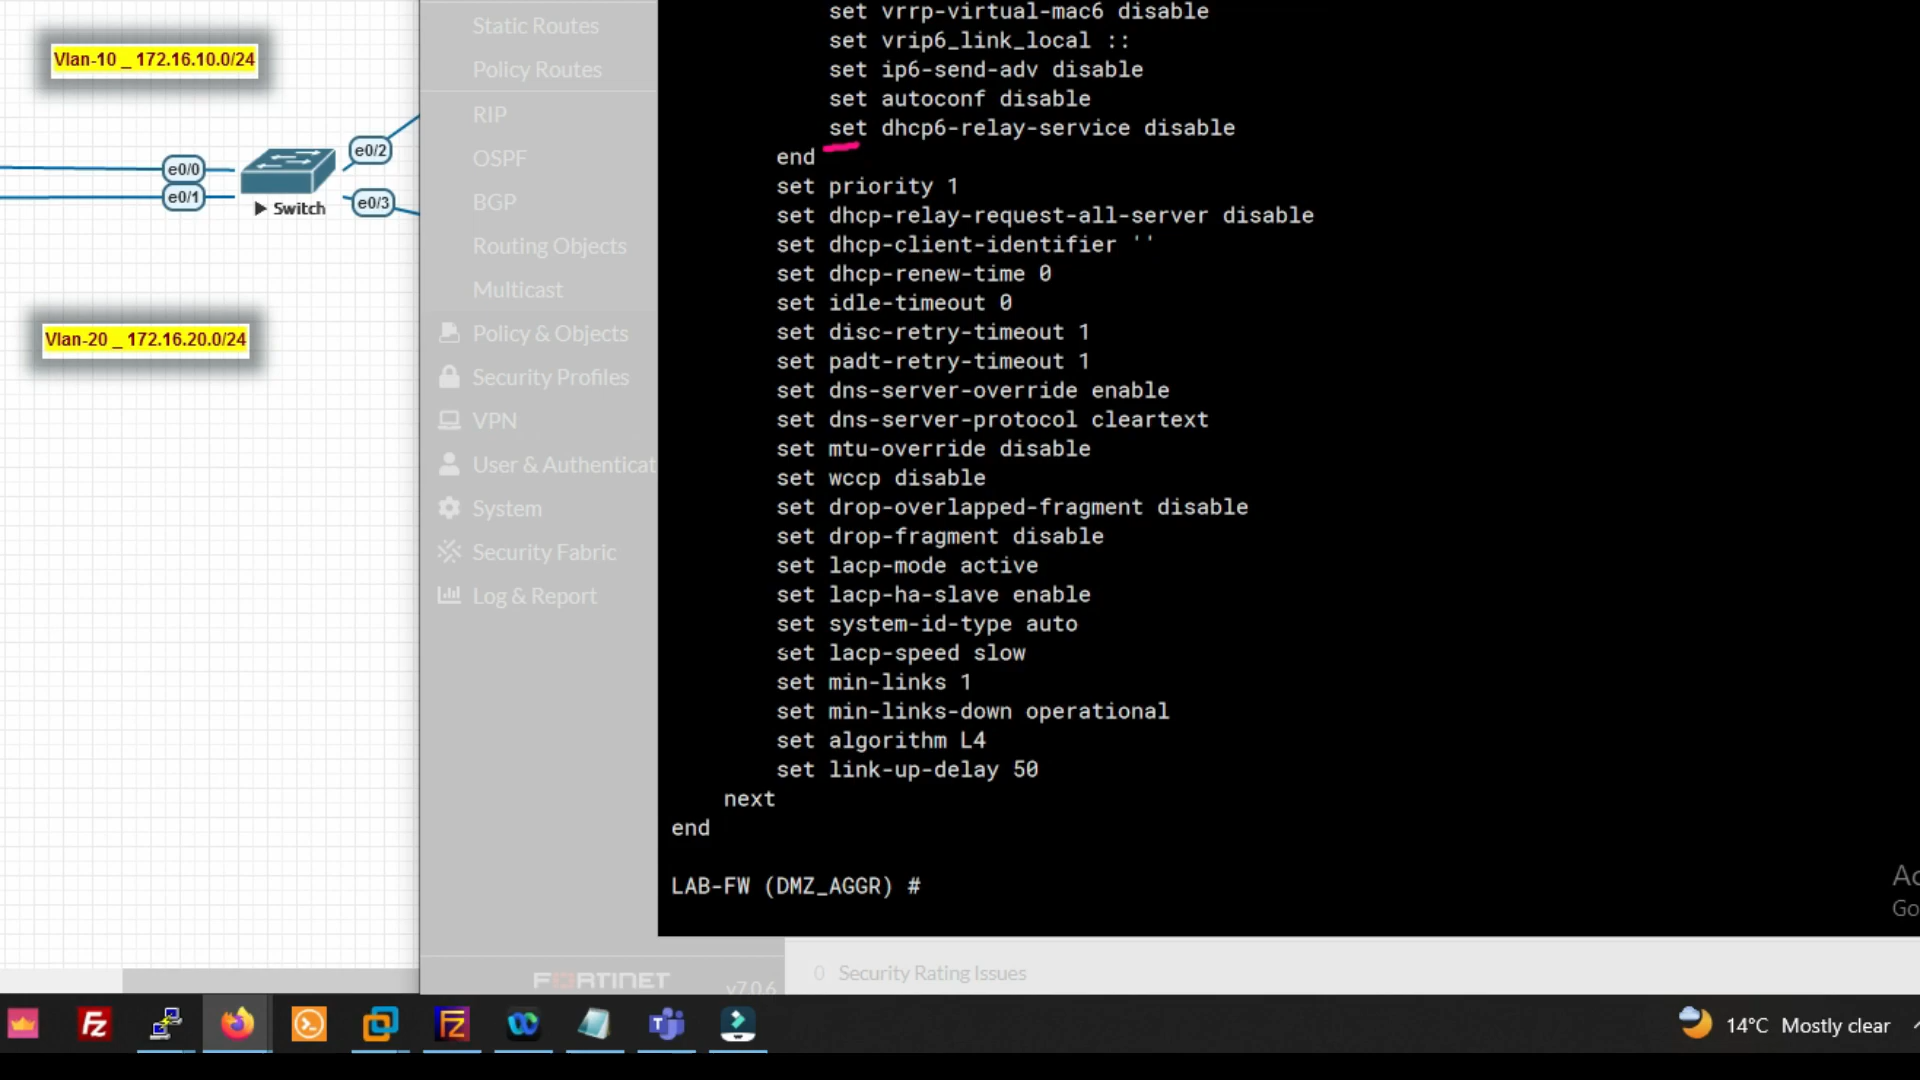 Vlan-10 _ 172.16.10.0/24
e0/0
e0/1
e0/2
e0/3
Switch
Vlan-20 _ 172.16.20.0/24
Static Routes
Policy Routes
RIP
OSPF
BGP
Routing Objects
Multicast
Policy & Objects
Security Profiles
VPN
User & Authenticat
System
Security Fabric
Log & Report
FORTINET
v7.0.6
set vrrp-virtual-mac6 disable
set vrip6_link_local ::
set ip6-send-adv disable
set autoconf disable
set dhcp6-relay-service disable
end
set priority 1
set dhcp-relay-request-all-server disable
set dhcp-client-identifier ''
set dhcp-renew-time 0
set idle-timeout 0
set disc-retry-timeout 1
set padt-retry-timeout 1
set dns-server-override enable
set dns-server-protocol cleartext
set mtu-override disable
set wccp disable
set drop-overlapped-fragment disable
set drop-fragment disable
set lacp-mode active
set lacp-ha-slave enable
set system-id-type auto
set lacp-speed slow
set min-links 1
set min-links-down operational
set algorithm L4
set link-up-delay 50
next
end
LAB-FW (DMZ_AGGR) #
Ac
Go
0 Security Rating Issues
14°C Mostly clear